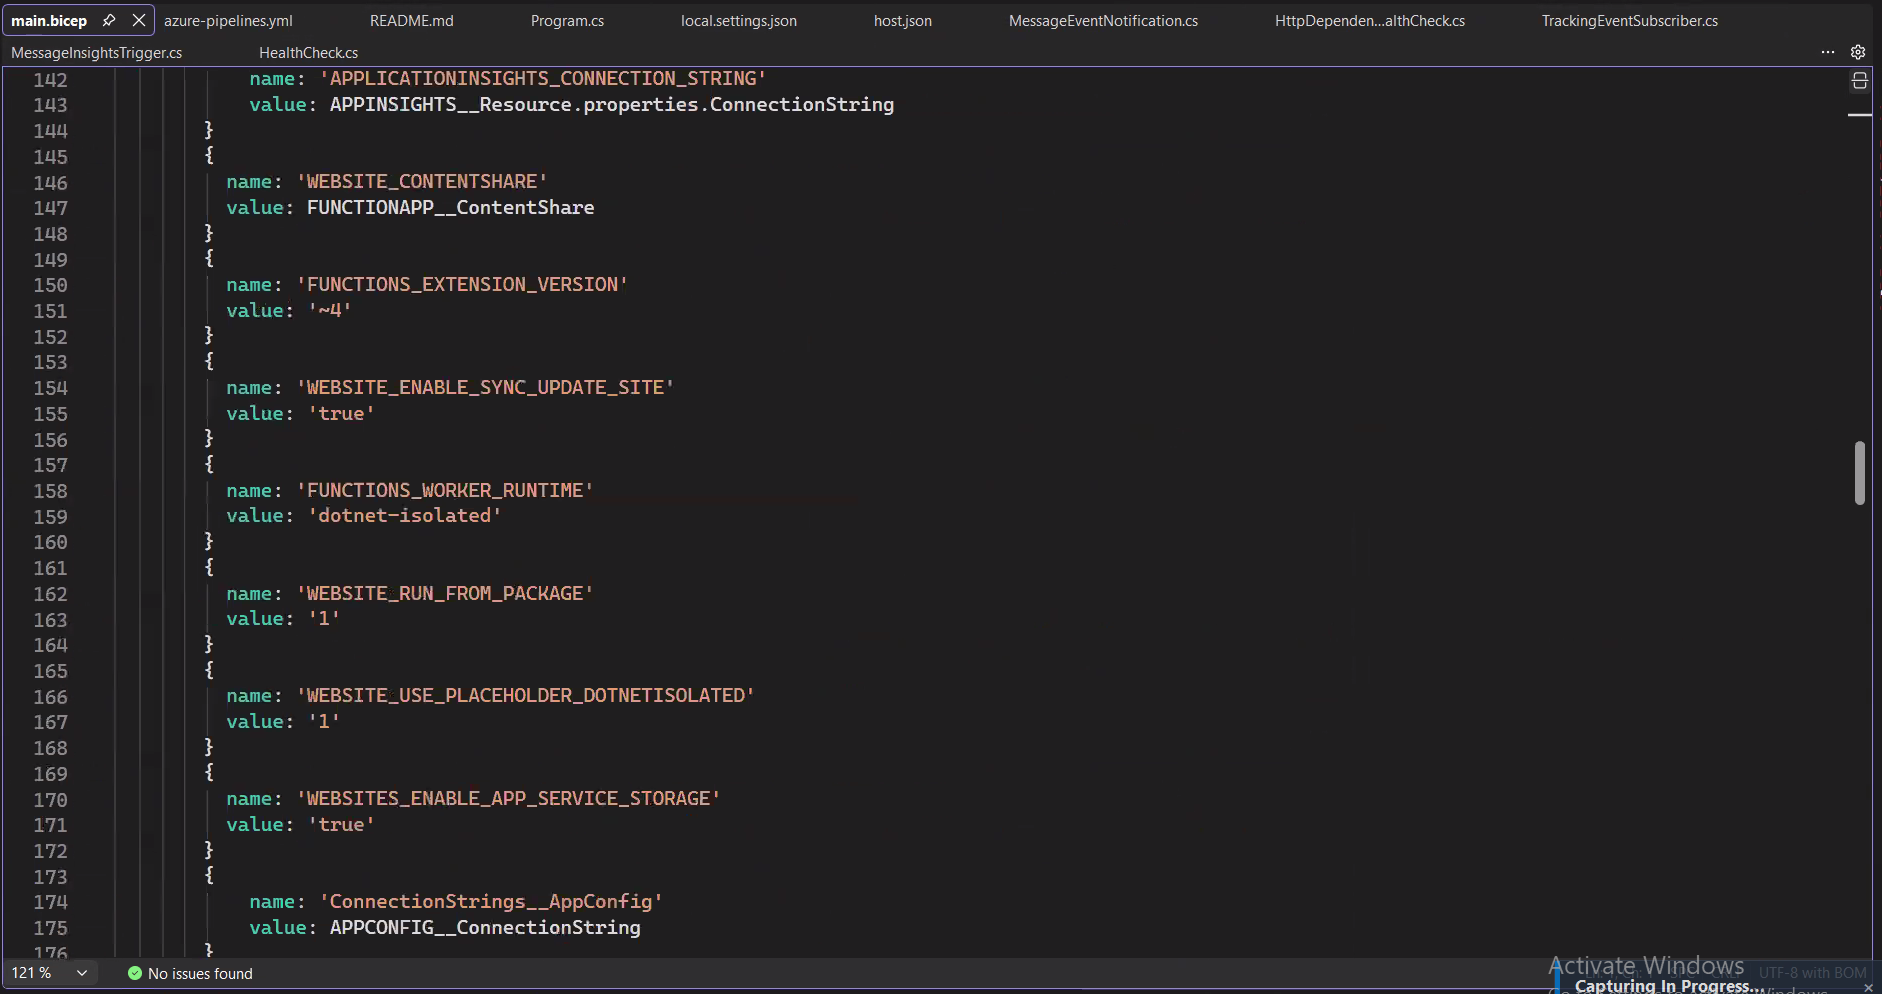 main.bicep azure-pipelines.yml README.md Program.cs local.settings.json host.json MessageEventNotification.cs HttpDependen...althCheck.cs TrackingEventSubscriber.cs
MessageInsightsTrigger.cs HealthCheck.cs ...
142 name: 'APPLICATIONINSIGHTS_CONNECTION_STRING'
143 value: APPINSIGHTS__Resource.properties.ConnectionString
144 }
145 {
146 name: 'WEBSITE_CONTENTSHARE'
147 value: FUNCTIONAPP__ContentShare
148 }
149 {
150 name: 'FUNCTIONS_EXTENSION_VERSION'
151 value: '~4'
152 }
153 {
154 name: 'WEBSITE_ENABLE_SYNC_UPDATE_SITE'
155 value: 'true'
156 }
157 {
158 name: 'FUNCTIONS_WORKER_RUNTIME'
159 value: 'dotnet-isolated'
160 }
161 {
162 name: 'WEBSITE_RUN_FROM_PACKAGE'
163 value: '1'
164 }
165 {
166 name: 'WEBSITE_USE_PLACEHOLDER_DOTNETISOLATED'
167 value: '1'
168 }
169 {
170 name: 'WEBSITES_ENABLE_APP_SERVICE_STORAGE'
171 value: 'true'
172 }
173 {
174 name: 'ConnectionStrings__AppConfig'
175 value: APPCONFIG__ConnectionString
176 }
121 % No issues found UTF-8 with BOM
Activate Windows
Capturing In Progress...